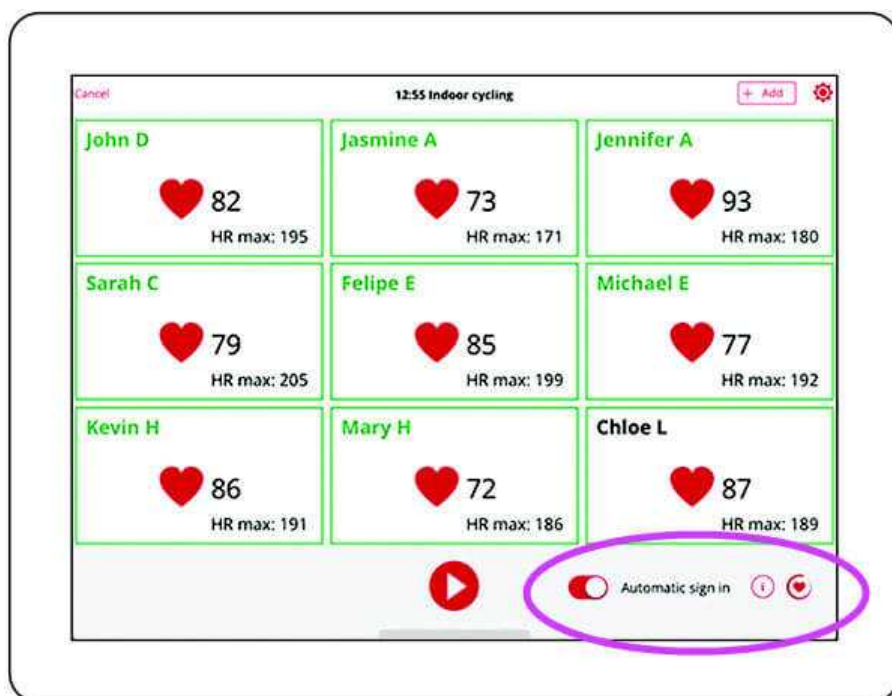 Cancel
12:55 Indoor cycling
+ Add
John D
82
HR max: 195
Jasmine A
73
HR max: 171
Jennifer A
93
HR max: 180
Sarah C
79
HR max: 205
Felipe E
85
HR max: 199
Michael E
77
HR max: 192
Kevin H
86
HR max: 191
Mary H
72
HR max: 186
Chloe L
87
HR max: 189
Automatic sign in
i